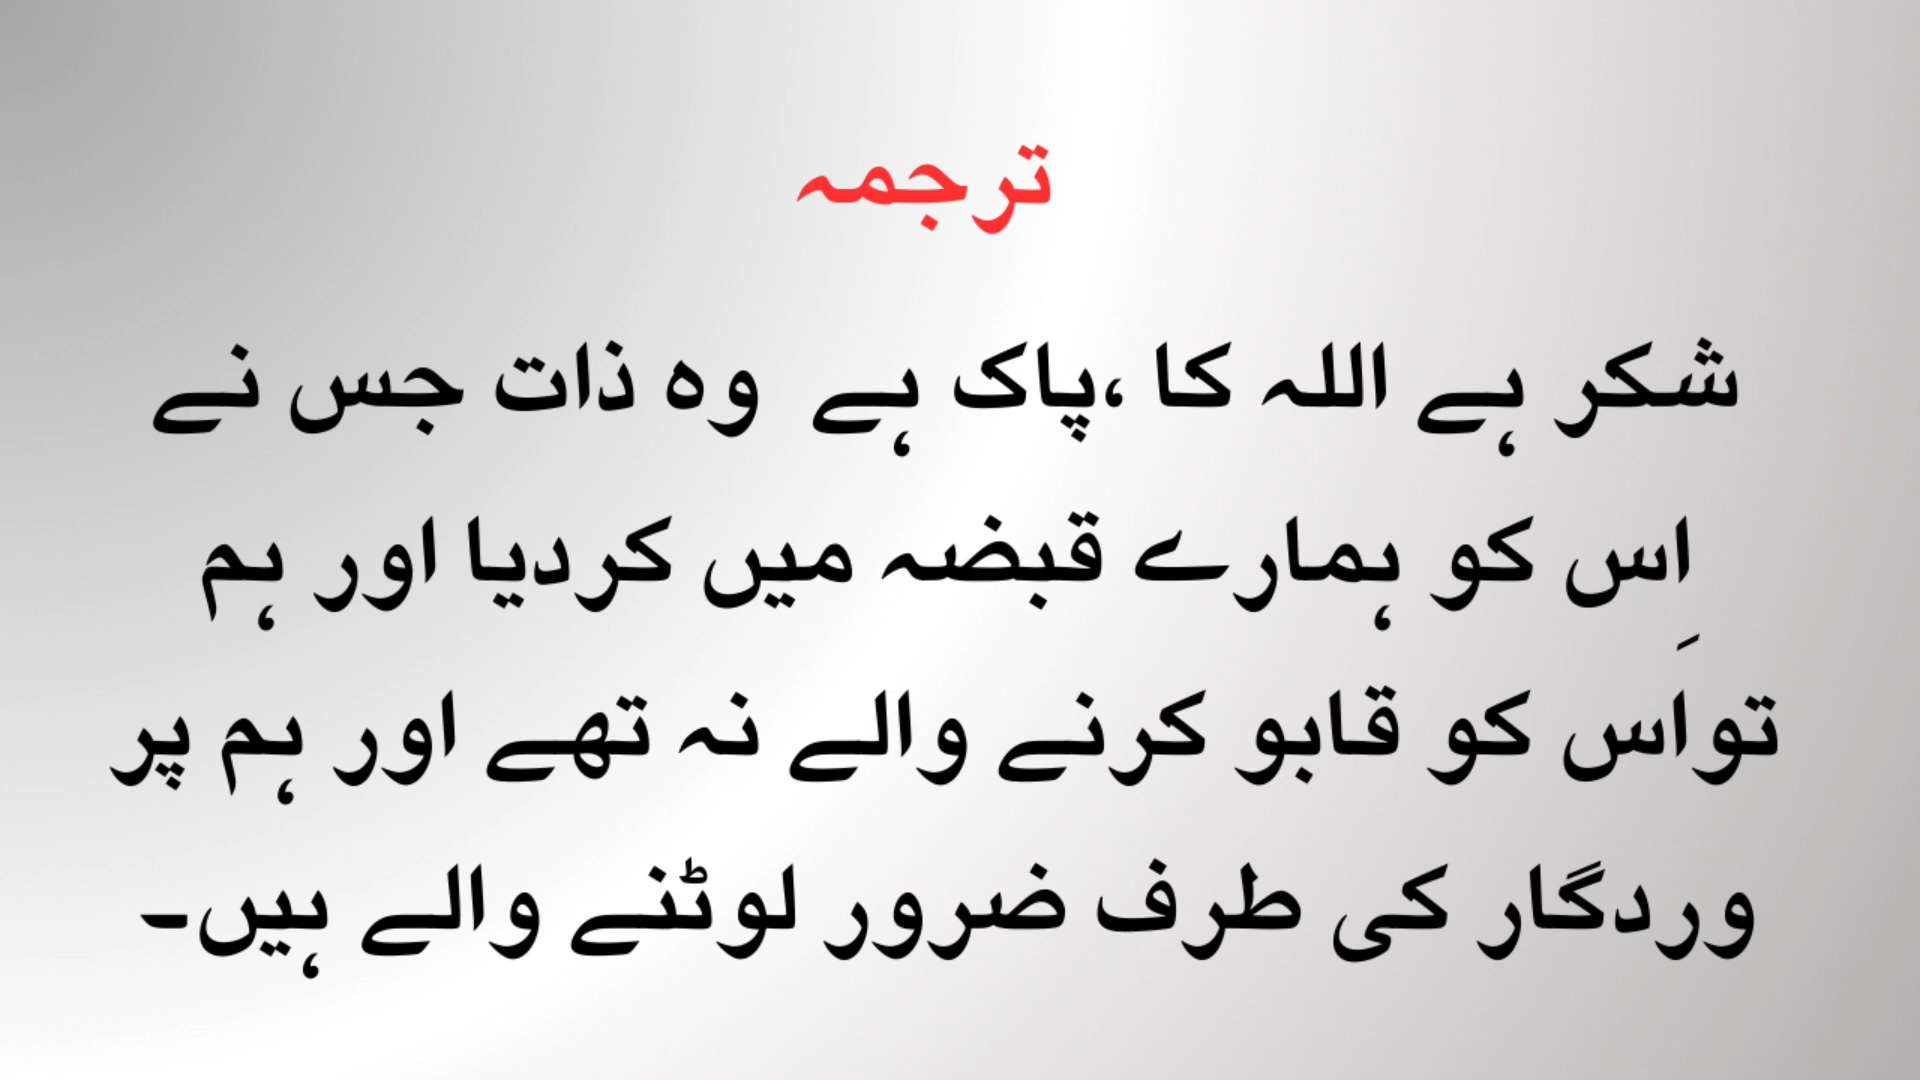 ترجمہ
شکر ہے اللہ کا ،پاک ہے وہ ذات جس نے
اِس کو ہمارے قبضہ میں کردیا اور ہم
تواَس کو قابو کرنے والے نہ تھے اور ہم پر
وردگار کی طرف ضرور لوٹنے والے ہیں۔